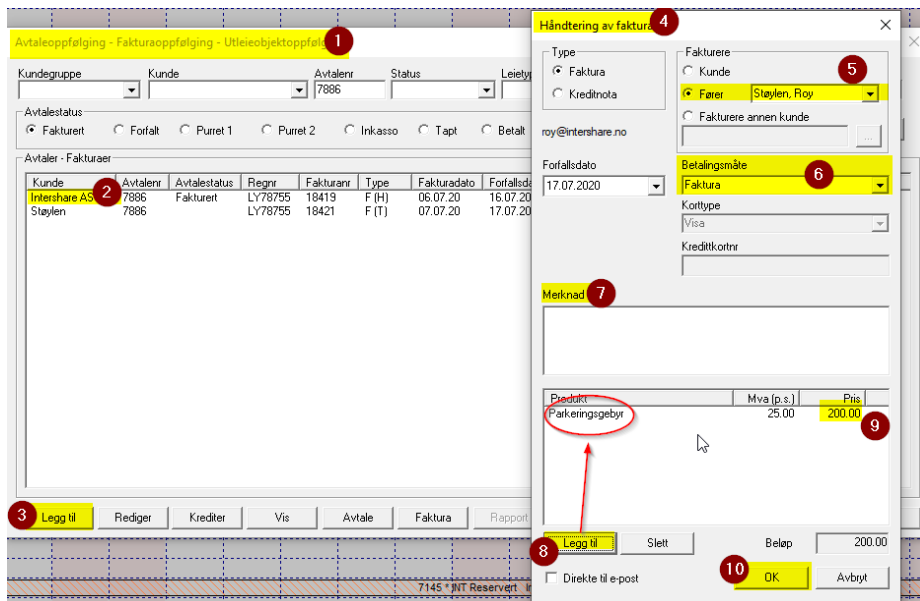 Avtaleoppfølging - Fakturaoppfølging - Utleieobjektoppfølg
1
Kundegruppe Kunde Avtalenr Status Leietyp
7886
Avtalestatus
Fakturert Forfalt Purret 1 Purret 2 Inkasso Tapt Betalt
Avtaler - Fakturaer
Kunde Avtalenr Avtalestatus Regnr Fakturanr Type Fakturadato Forfallsda
Intershare AS 7886 Fakturert LY78755 18419 F (H) 06.07.20 16.07.20
2
Støylen 7886 LY78755 18421 F (T) 07.07.20 17.07.20
3
Legg til Rediger Krediter Vis Avtale Faktura Rapport
7145 * INT Reservert
Håndtering av faktura
4
Type
Faktura
Kreditnota
Fakturere
Kunde
5
Fører Støylen, Roy
Fakturere annen kunde
...
roy@intershare.no
Forfallsdato
17.07.2020
Betalingsmåte
6
Faktura
Korttype
Visa
Kredittkortnr
Merknad
7
Produkt Mva (p.s.) Pris
Parkeringsgebyr 25.00 200.00
9
8
Legg til Slett Beløp 200.00
Direkte til e-post
10
OK Avbryt